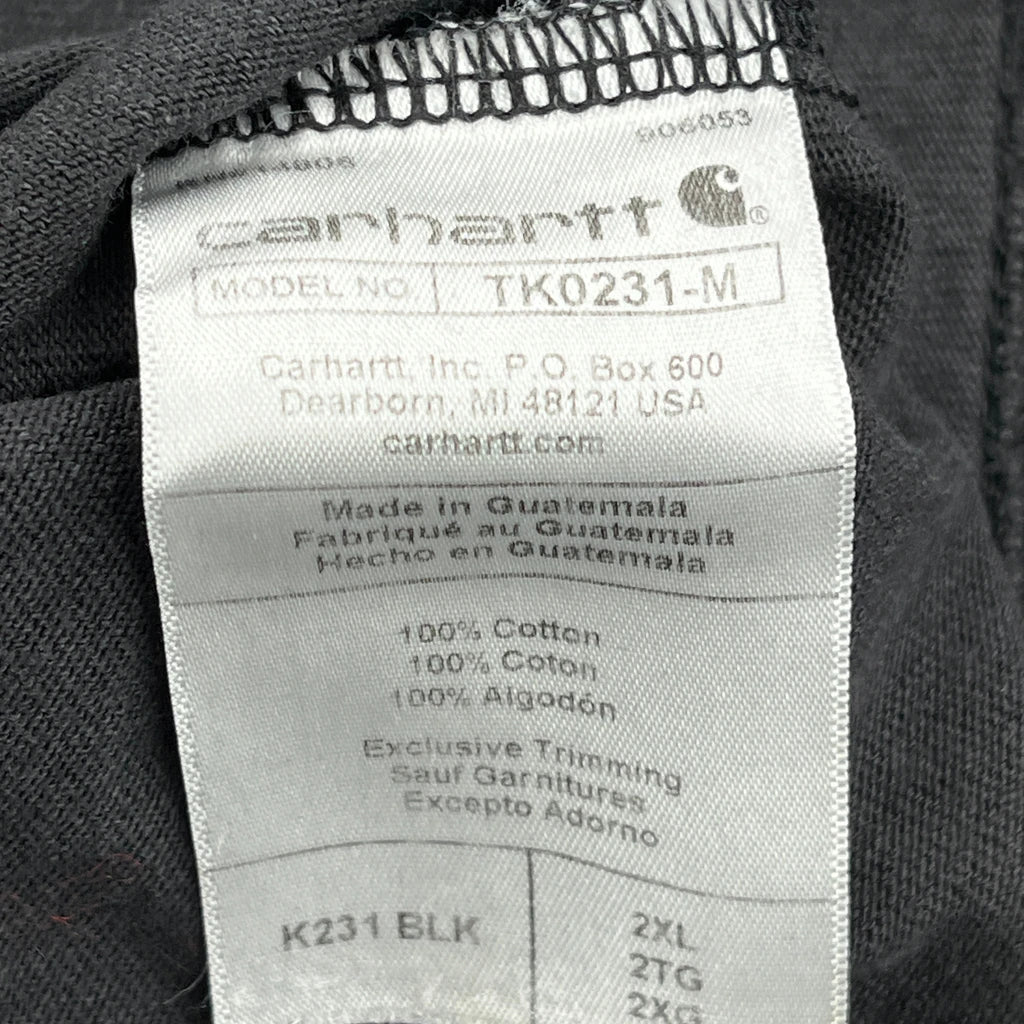 906053
carhartt ®
MODEL NO. TK0231-M
Carhartt, Inc. P.O. Box 600
Dearborn, MI 48121 USA
carhartt.com
Made in Guatemala
Fabriqué au Guatemala
Hecho en Guatemala
100% Cotton
100% Coton
100% Algodón
Exclusive Trimming
Sauf Garnitures
Excepto Adorno
K231 BLK
2XL
2TG
2XG